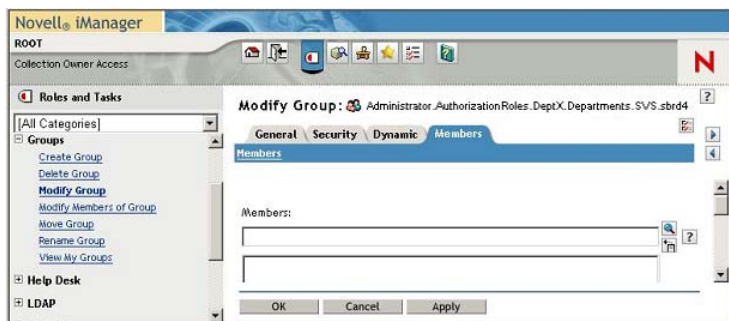 Novell® iManager
ROOT
Collection Owner Access
N
Roles and Tasks
[All Categories]
Groups
Create Group
Delete Group
Modify Group
Modify Members of Group
Move Group
Rename Group
View My Groups
Help Desk
LDAP
Modify Group: Administrator.AuthorizationRoles.DeptX.Departments.SVS.sbrd4
?
General Security Dynamic Members
Members
Members:
?
OK Cancel Apply